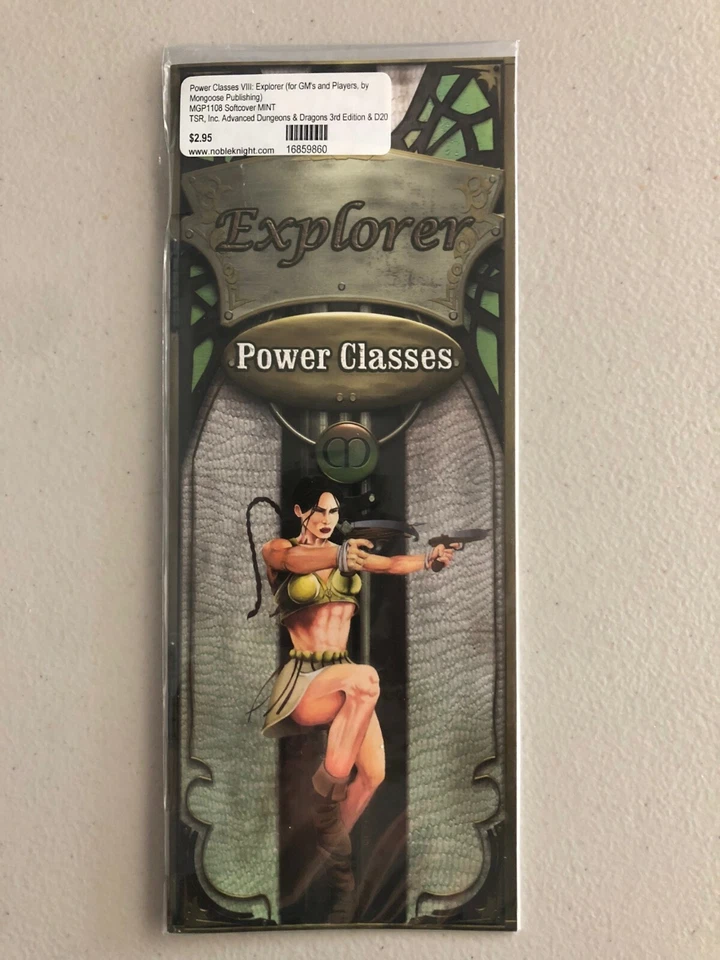 Power Classes VIII: Explorer (for GM's and Players, by
Mongoose Publishing)
MGP1108 Softcover MINT
TSR, Inc. Advanced Dungeons & Dragons 3rd Edition & D20
$2.95
www.nobleknight.com 16859860
Explorer
Power Classes